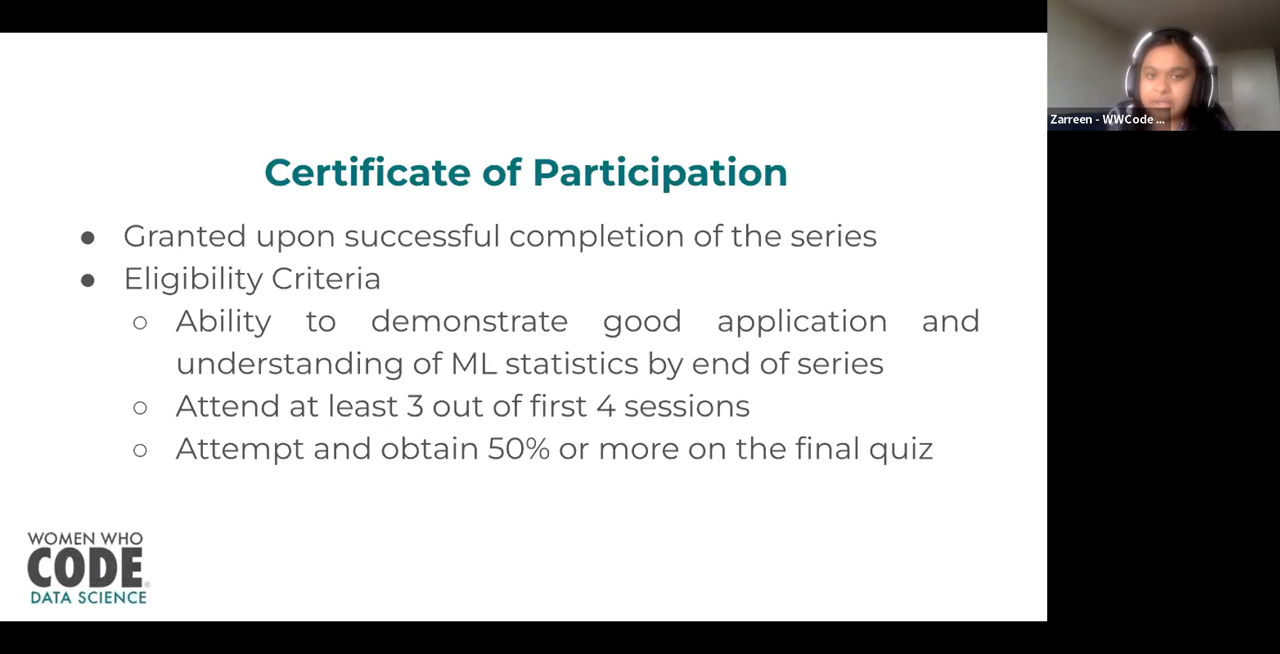 Certificate of Participation
● Granted upon successful completion of the series
● Eligibility Criteria
○ Ability to demonstrate good application and
understanding of ML statistics by end of series
○ Attend at least 3 out of first 4 sessions
○ Attempt and obtain 50% or more on the final quiz
WOMEN WHO
CODE®
DATA SCIENCE
Zarreen - WWCode ...